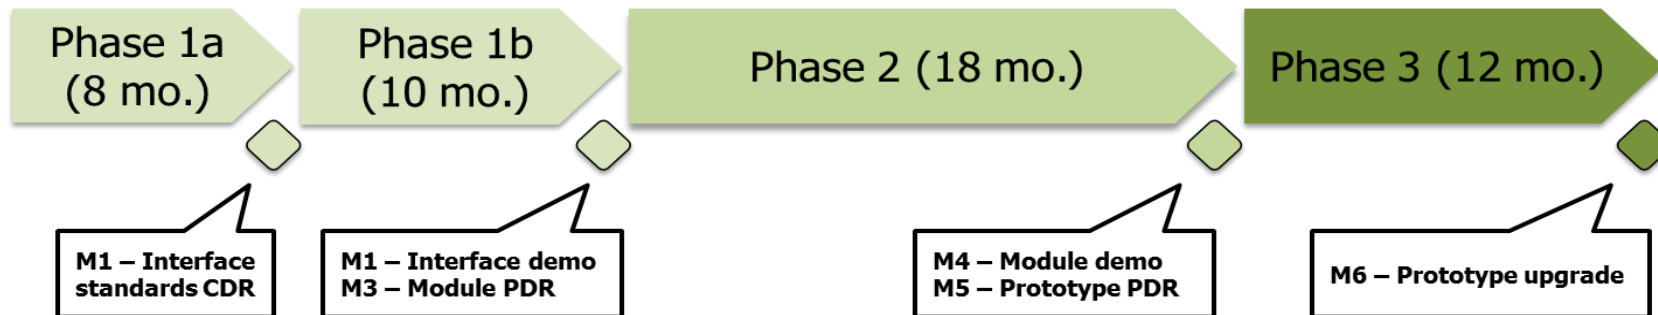 Phase 1a
(8 mo.)
Phase 1b
(10 mo.)
Phase 2 (18 mo.)
Phase 3 (12 mo.)
M1 – Interface
standards CDR
M1 – Interface demo
M3 – Module PDR
M4 – Module demo
M5 – Prototype PDR
M6 – Prototype upgrade